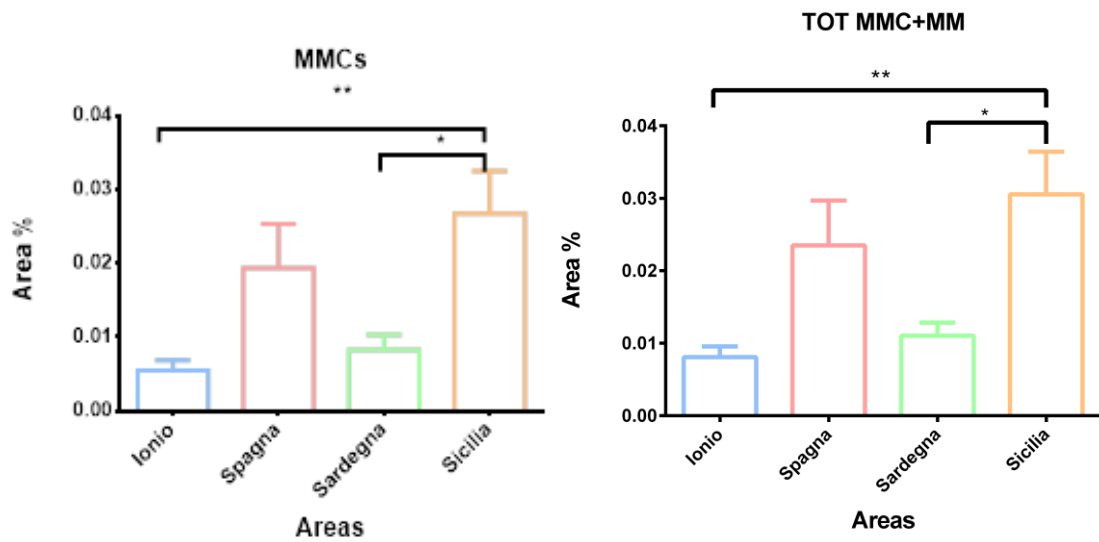 MMCs
**
*
0.04
0.03
0.02
0.01
0.00
Area %
Ionio
Spagna
Sardegna
Sicilia
Areas
TOT MMC+MM
**
*
0.04
0.03
0.02
0.01
0.00
Area %
Ionio
Spagna
Sardegna
Sicilia
Areas